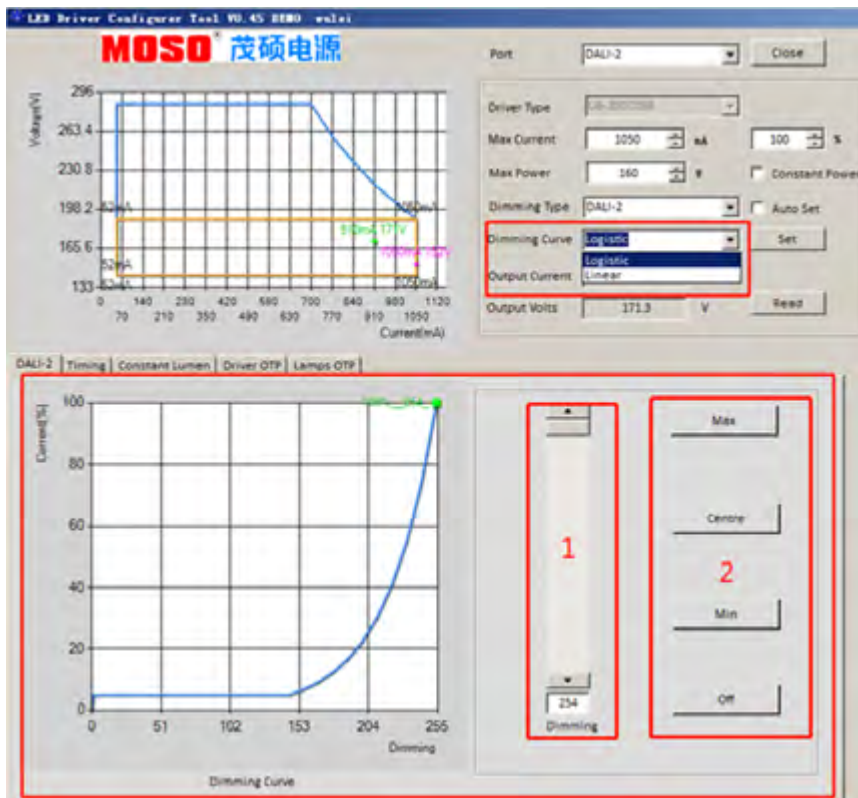 LED Driver Configurer Tool V0.45 DEMO wulei
MOSO® 茂硕电源
Port DALI-2 Close
Voltage(V)
296
263.4
230.8
198.2
165.6
133
52mA 1050mA
52mA
52mA 1050mA
0 140 280 420 560 700 840 980 1120
70 210 350 490 630 770 910 1050
Current(mA)
Driver Type
Max Current 1050 mA 100 %
Max Power 160 W Constant Power
Dimming Type DALI-2 Auto Set
Dimming Curve Logistic Set
Logistic
Linear
Output Current
Output Volts 171.3 V Read
DALI-2 Timing Constant Lumen Driver OTP Lamps OTP
Current(%)
100
80
60
40
20
0
0 51 102 153 204 255
Dimming
Dimming Curve
1
254
Dimming
2
Max
Centre
Min
Off